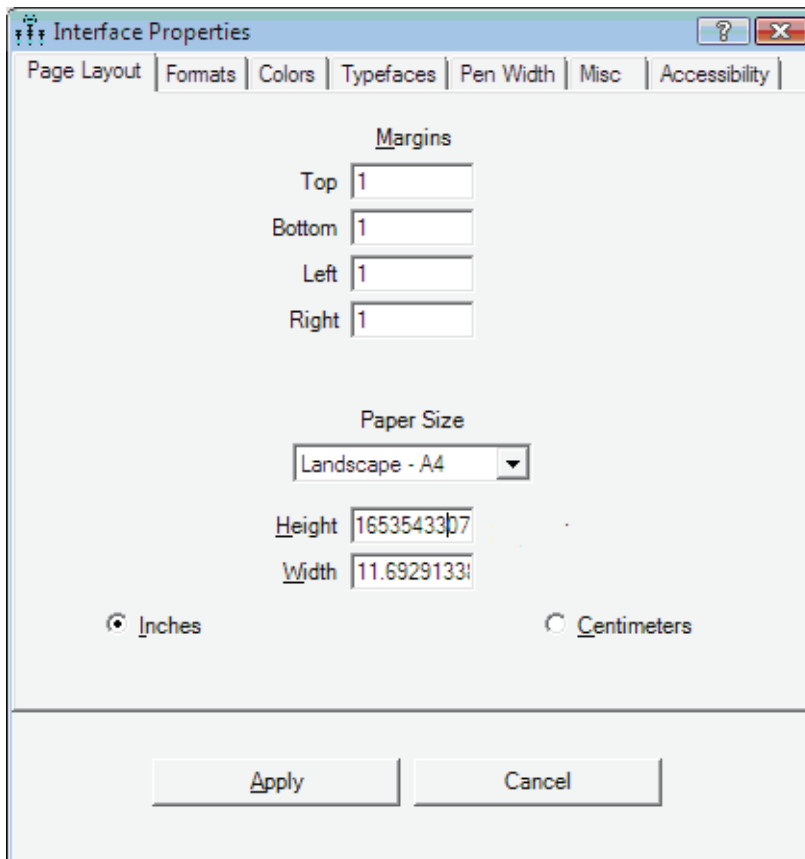 Interface Properties
Page Layout Formats Colors Typefaces Pen Width Misc Accessibility
Margins
Top 1
Bottom 1
Left 1
Right 1
Paper Size
Landscape - A4
Height 1653543307
Width 11.6929133
Inches Centimeters
Apply Cancel